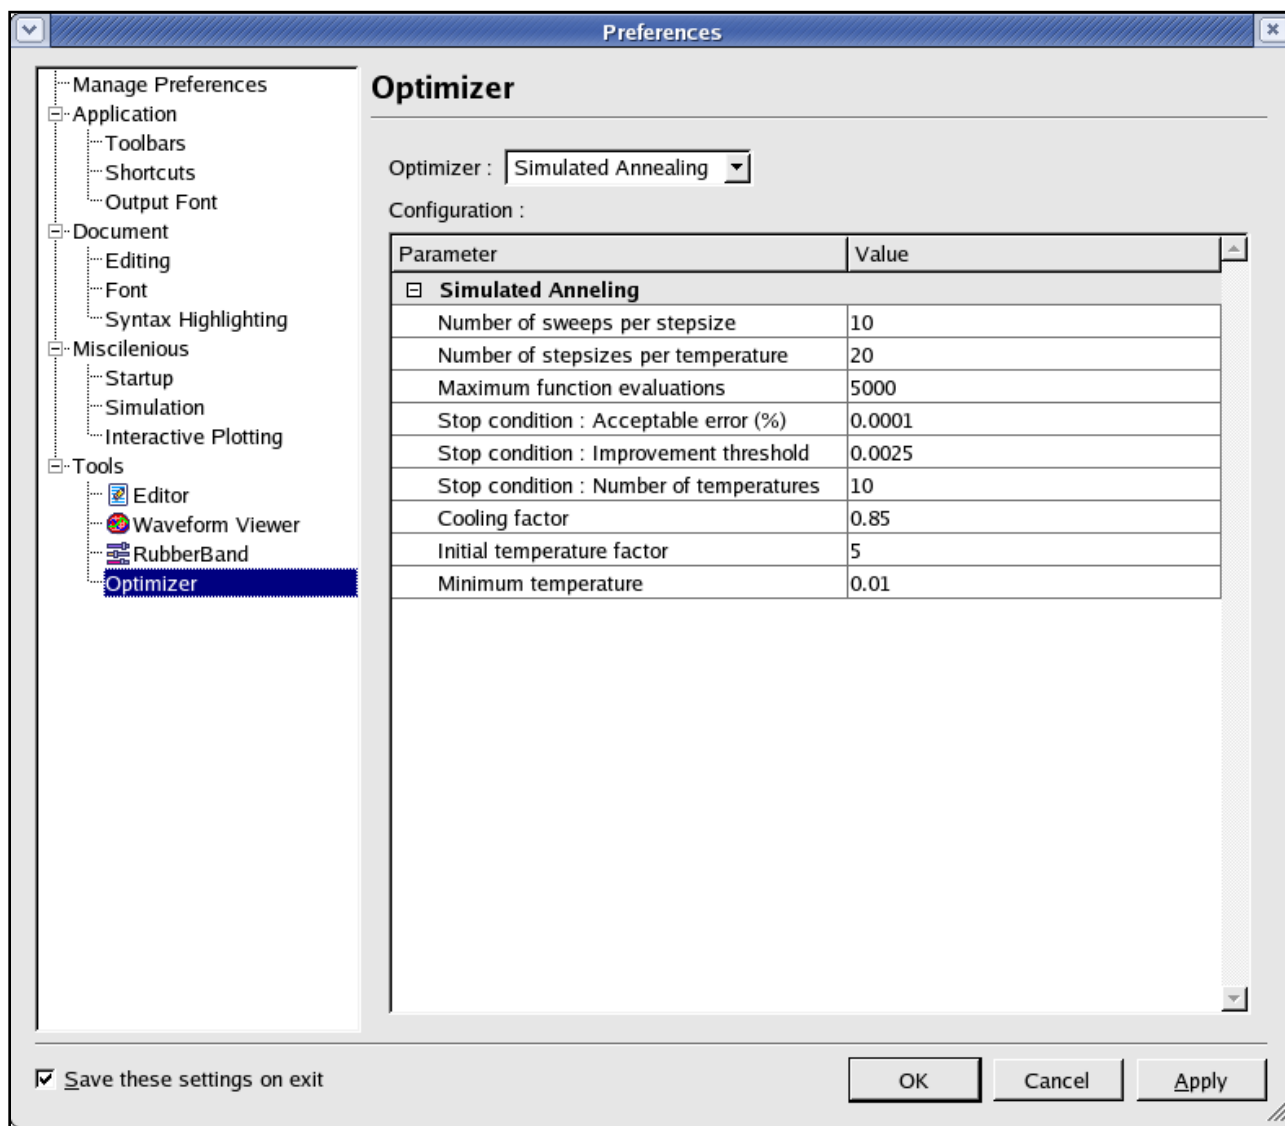 Preferences
Manage Preferences
Application
Toolbars
Shortcuts
Output Font
Document
Editing
Font
Syntax Highlighting
Miscilenious
Startup
Simulation
Interactive Plotting
Tools
Editor
Waveform Viewer
RubberBand
Optimizer
Optimizer
Optimizer : Simulated Annealing
Configuration :
Parameter Value
Simulated Anneling
Number of sweeps per stepsize 10
Number of stepsizes per temperature 20
Maximum function evaluations 5000
Stop condition : Acceptable error (%) 0.0001
Stop condition : Improvement threshold 0.0025
Stop condition : Number of temperatures 10
Cooling factor 0.85
Initial temperature factor 5
Minimum temperature 0.01
Save these settings on exit
OK Cancel Apply